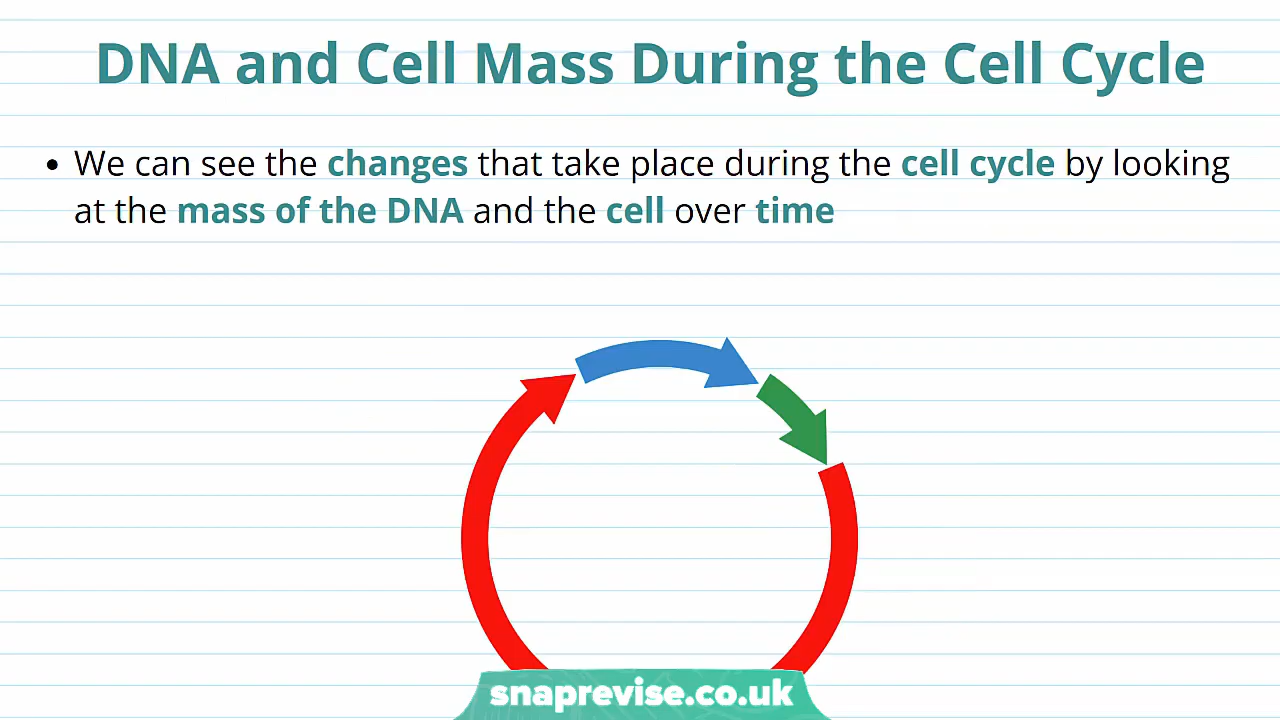 DNA and Cell Mass During the Cell Cycle
• We can see the changes that take place during the cell cycle by looking
at the mass of the DNA and the cell over time
snaprevise.co.uk